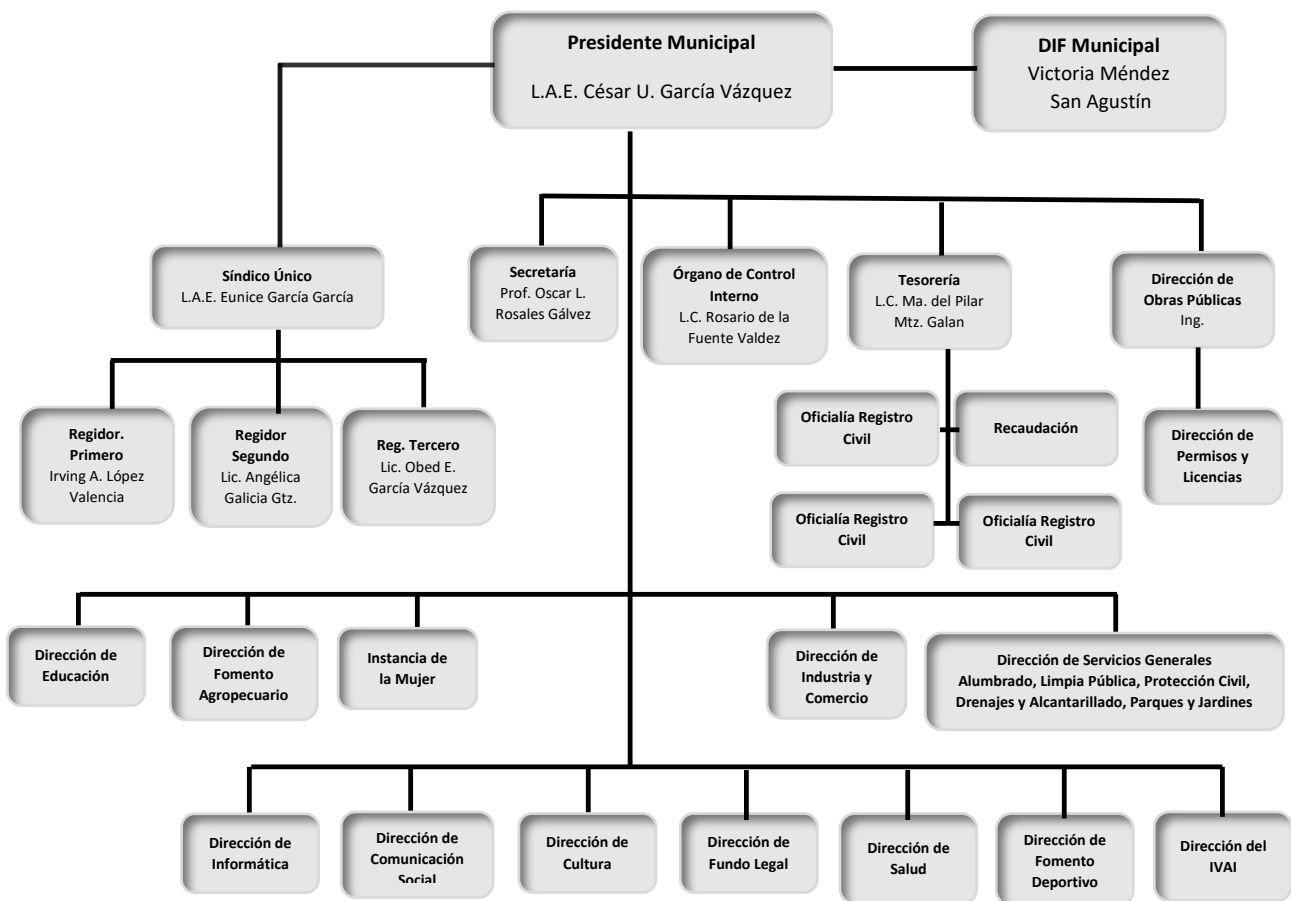 Presidente Municipal
L.A.E. César U. García Vázquez
DIF Municipal
Victoria Méndez
San Agustín
Síndico Único
L.A.E. Eunice García García
Secretaría
Prof. Oscar L.
Rosales Gálvez
Órgano de Control
Interno
L.C. Rosario de la
Fuente Valdez
Tesorería
L.C. Ma. del Pilar
Mtz. Galan
Dirección de
Obras Públicas
Ing.
Regidor.
Primero
Irving A. López
Valencia
Regidor
Segundo
Lic. Angélica
Galicia Gtz.
Reg. Tercero
Lic. Obed E.
García Vázquez
Oficialía Registro
Civil
Recaudación
Dirección de
Permisos y
Licencias
Oficialía Registro
Civil
Oficialía Registro
Civil
Dirección de
Educación
Dirección de
Fomento
Agropecuario
Instancia de
la Mujer
Dirección de
Industria y
Comercio
Dirección de Servicios Generales
Alumbrado, Limpia Pública, Protección Civil,
Drenajes y Alcantarillado, Parques y Jardines
Dirección de
Informática
Dirección de
Comunicación
Social
Dirección de
Cultura
Dirección de
Fundo Legal
Dirección de
Salud
Dirección de
Fomento
Deportivo
Dirección del
IVAI